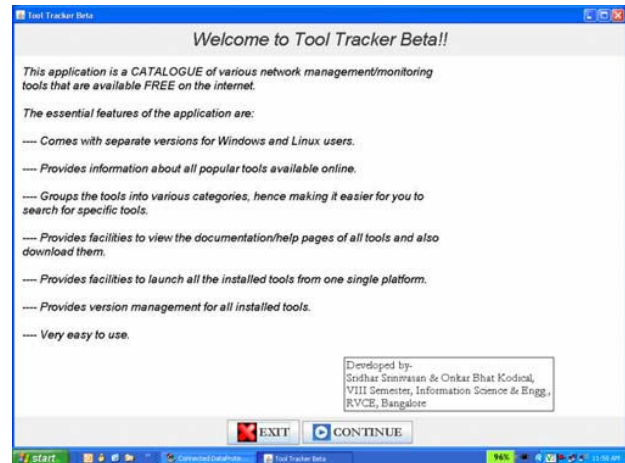 Tool Tracker Beta
Welcome to Tool Tracker Beta!!
This application is a CATALOGUE of various network management/monitoring
tools that are available FREE on the internet.
The essential features of the application are:
---- Comes with separate versions for Windows and Linux users.
---- Provides information about all popular tools available online.
---- Groups the tools into various categories, hence making it easier for you to
search for specific tools.
---- Provides facilities to view the documentation/help pages of all tools and also
download them.
---- Provides facilities to launch all the installed tools from one single platform.
---- Provides version management for all installed tools.
---- Very easy to use.
Developed by-
Sridhar Srinivasan & Onkar Bhat Kodical,
VIII Semester, Information Science & Engg.,
RVCE, Bangalore
EXIT CONTINUE
start Connected DataProte... Tool Tracker Beta 96% 11:58 AM